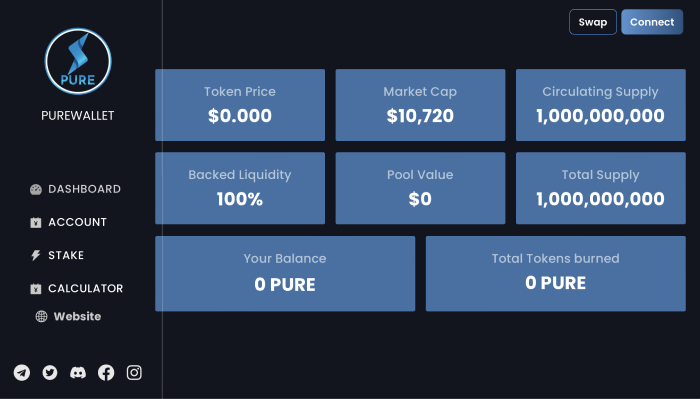 Swap
Connect
PURE
PUREWALLET
DASHBOARD
ACCOUNT
STAKE
CALCULATOR
Website
Token Price
$0.000
Market Cap
$10,720
Circulating Supply
1,000,000,000
Backed Liquidity
100%
Pool Value
$0
Total Supply
1,000,000,000
Your Balance
0 PURE
Total Tokens burned
0 PURE